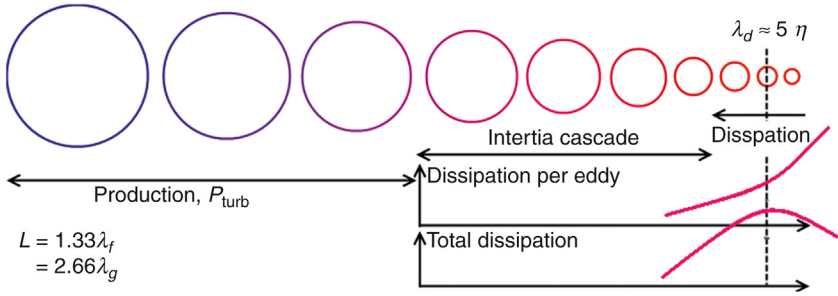 λd ≈ 5 η
Intertia cascade
Disspation
Production, Pturb
Dissipation per eddy
Total dissipation
L = 1.33λf
= 2.66λg